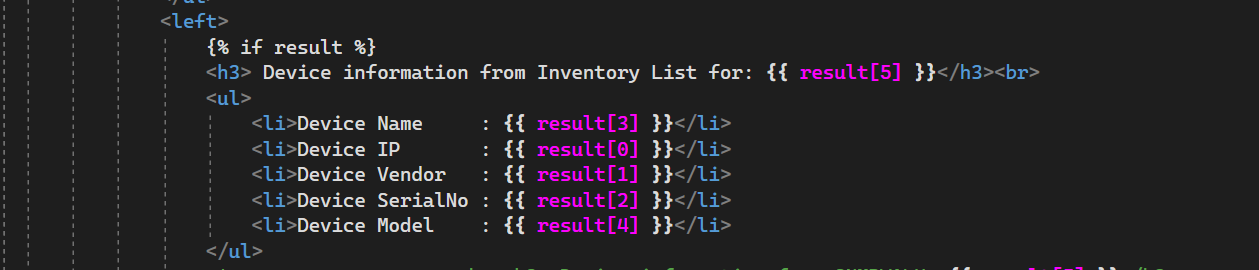 <left>
{% if result %}
<h3> Device information from Inventory List for: {{ result[5] }}</h3><br>
<ul>
<li>Device Name     : {{ result[3] }}</li>
<li>Device IP       : {{ result[0] }}</li>
<li>Device Vendor   : {{ result[1] }}</li>
<li>Device SerialNo : {{ result[2] }}</li>
<li>Device Model    : {{ result[4] }}</li>
</ul>